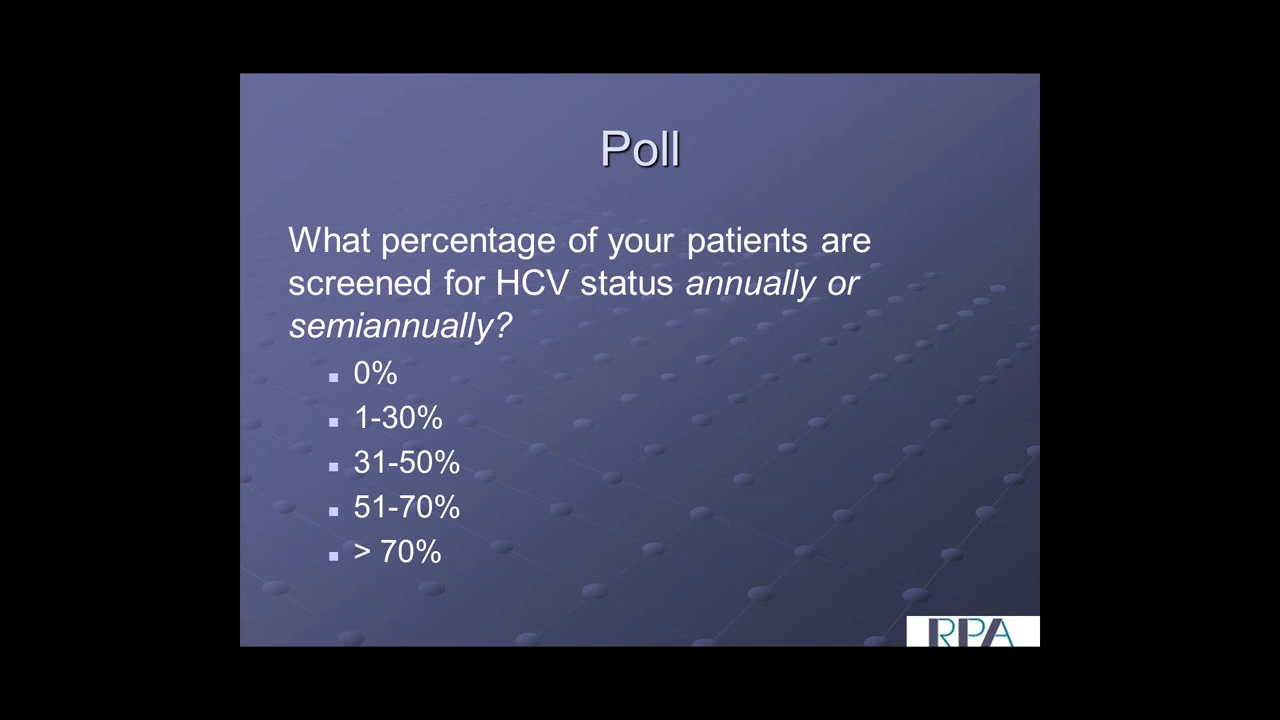 Poll
What percentage of your patients are
screened for HCV status annually or
semiannually?
0%
1-30%
31-50%
51-70%
> 70%
RPA